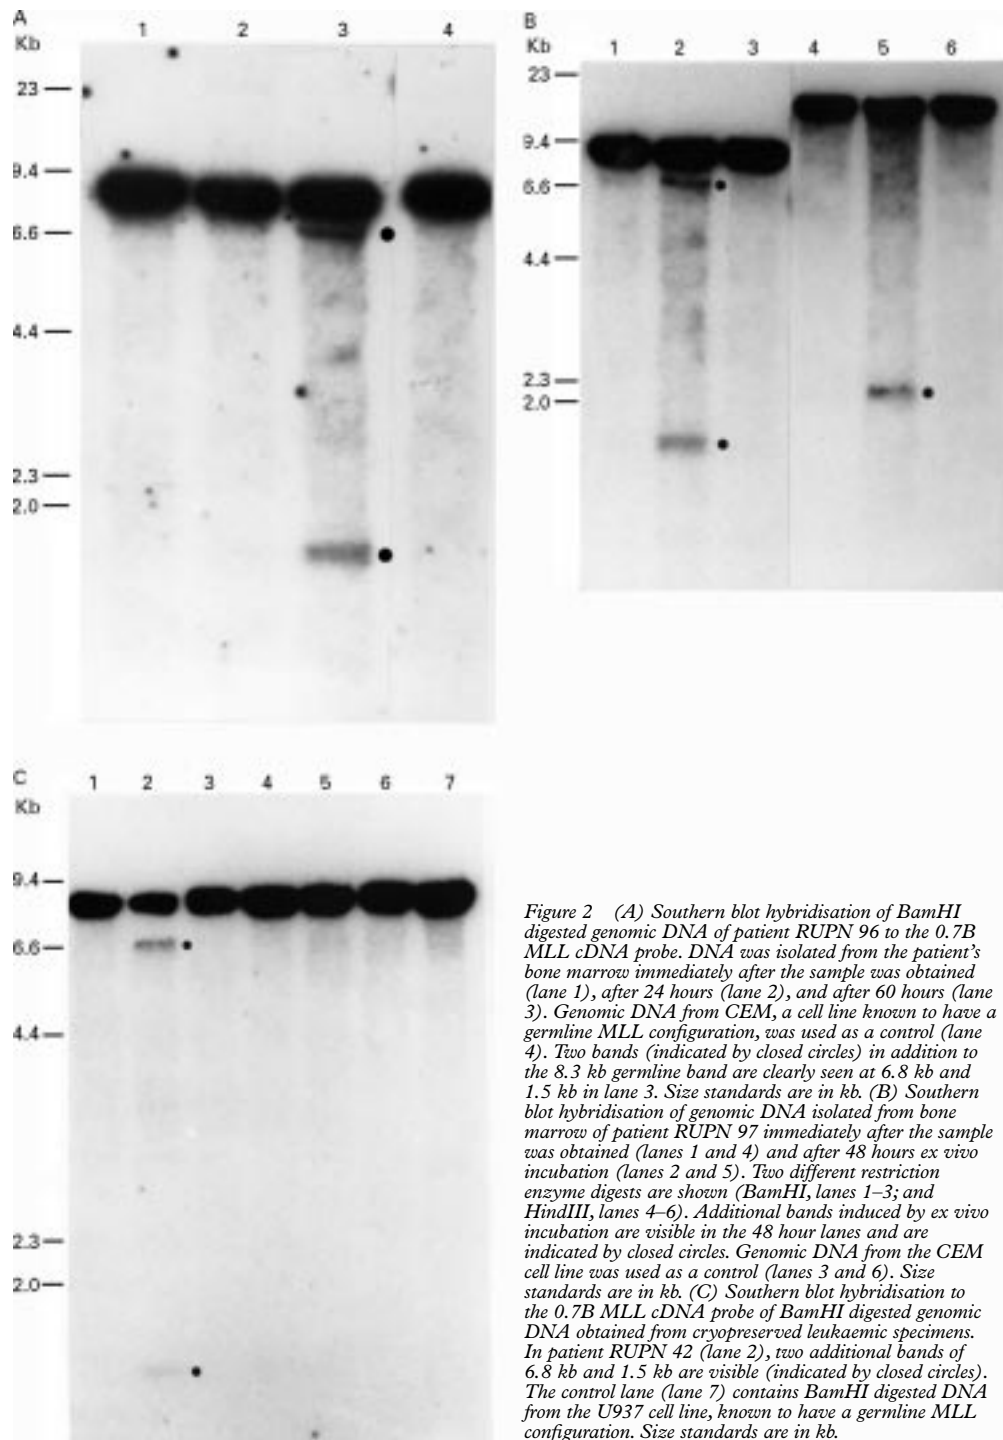 A
1 2 3 4
Kb
23
9.4
6.6
4.4
2.3
2.0
B
Kb
1 2 3 4 5 6
23
9.4
6.6
4.4
2.3
2.0
C
1 2 3 4 5 6 7
Kb
9.4
6.6
4.4
2.3
2.0
Figure 2 (A) Southern blot hybridisation of BamHI
digested genomic DNA of patient RUPN 96 to the 0.7B
MLL cDNA probe. DNA was isolated from the patient's
bone marrow immediately after the sample was obtained
(lane 1), after 24 hours (lane 2), and after 60 hours (lane
3). Genomic DNA from CEM, a cell line known to have a
germline MLL configuration, was used as a control (lane
4). Two bands (indicated by closed circles) in addition to
the 8.3 kb germline band are clearly seen at 6.8 kb and
1.5 kb in lane 3. Size standards are in kb. (B) Southern
blot hybridisation of genomic DNA isolated from bone
marrow of patient RUPN 97 immediately after the sample
was obtained (lanes 1 and 4) and after 48 hours ex vivo
incubation (lanes 2 and 5). Two different restriction
enzyme digests are shown (BamHI, lanes 1–3; and
HindIII, lanes 4–6). Additional bands induced by ex vivo
incubation are visible in the 48 hour lanes and are
indicated by closed circles. Genomic DNA from the CEM
cell line was used as a control (lanes 3 and 6). Size
standards are in kb. (C) Southern blot hybridisation to
the 0.7B MLL cDNA probe of BamHI digested genomic
DNA obtained from cryopreserved leukaemic specimens.
In patient RUPN 42 (lane 2), two additional bands of
6.8 kb and 1.5 kb are visible (indicated by closed circles).
The control lane (lane 7) contains BamHI digested DNA
from the U937 cell line, known to have a germline MLL
configuration. Size standards are in kb.